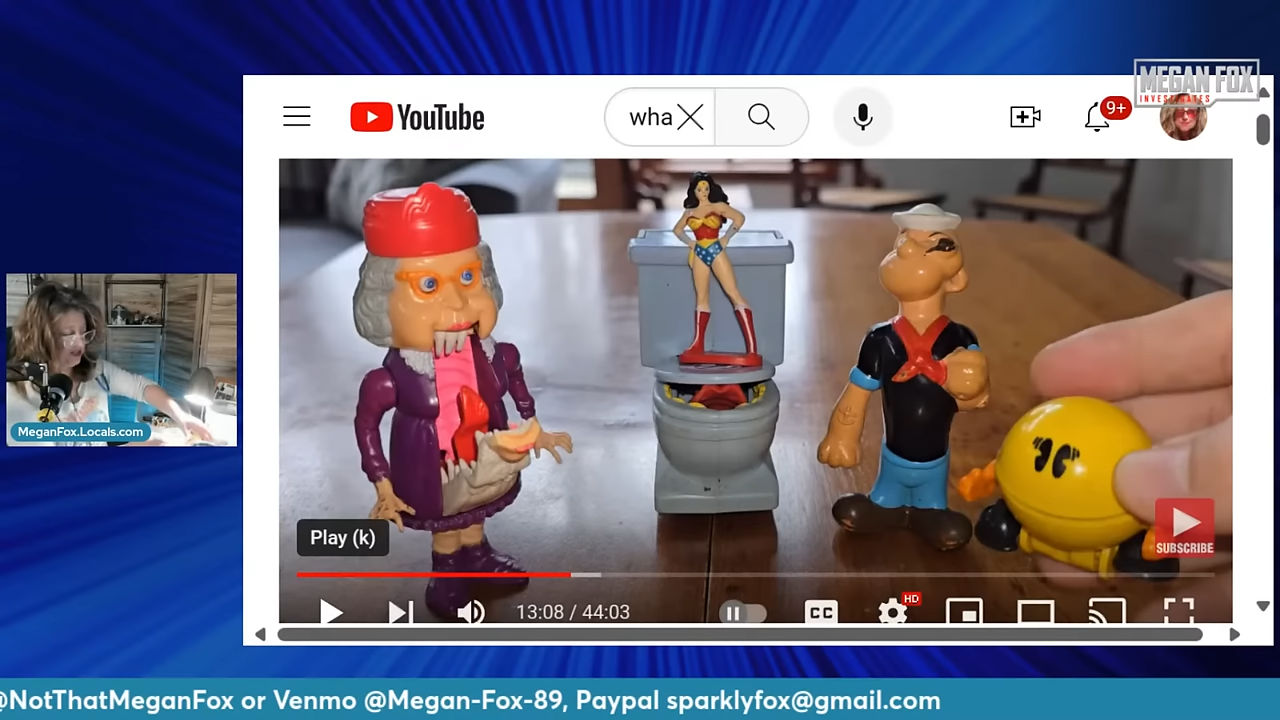 MEGAN FOX
INVESTIGATES
YouTube
wha
9+
MeganFox.Locals.com
Play (k)
SUBSCRIBE
13:08 / 44:03
CC
HD
@NotThatMeganFox or Venmo @Megan-Fox-89, Paypal sparklyfox@gmail.com